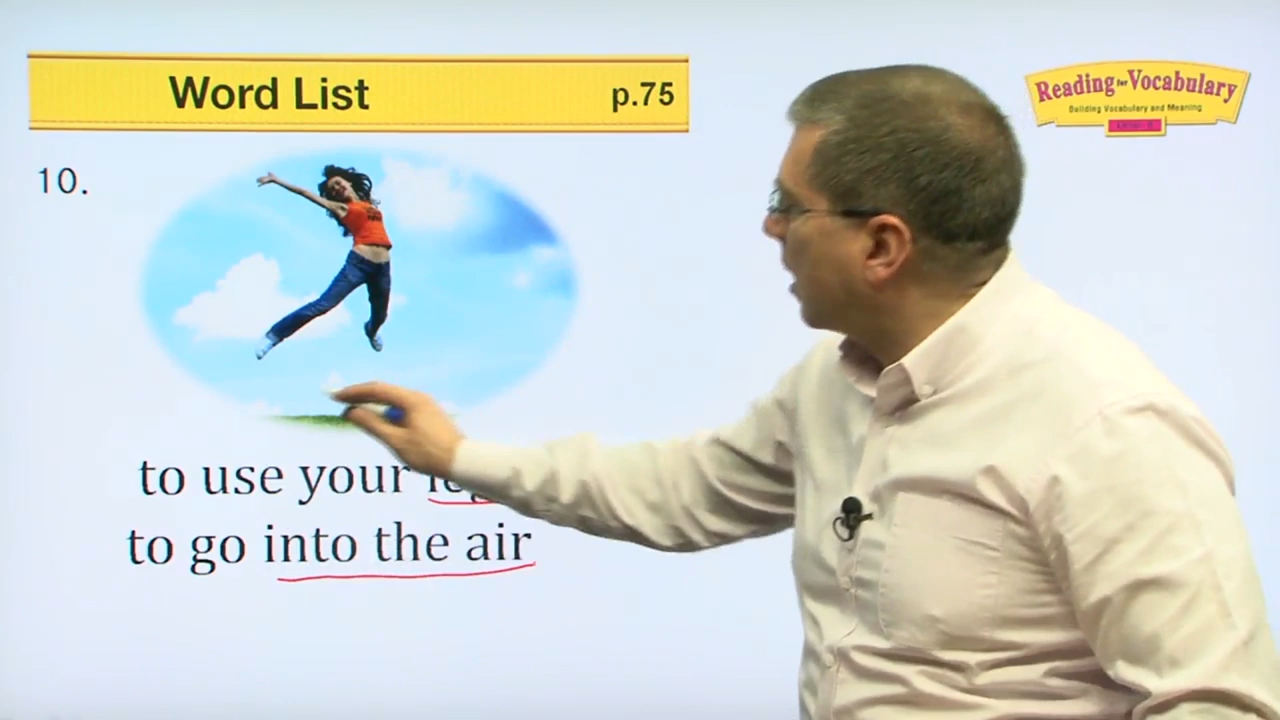 Word List p.75
Reading for Vocabulary
Building Vocabulary and Meaning
10.
to use your
to go into the air